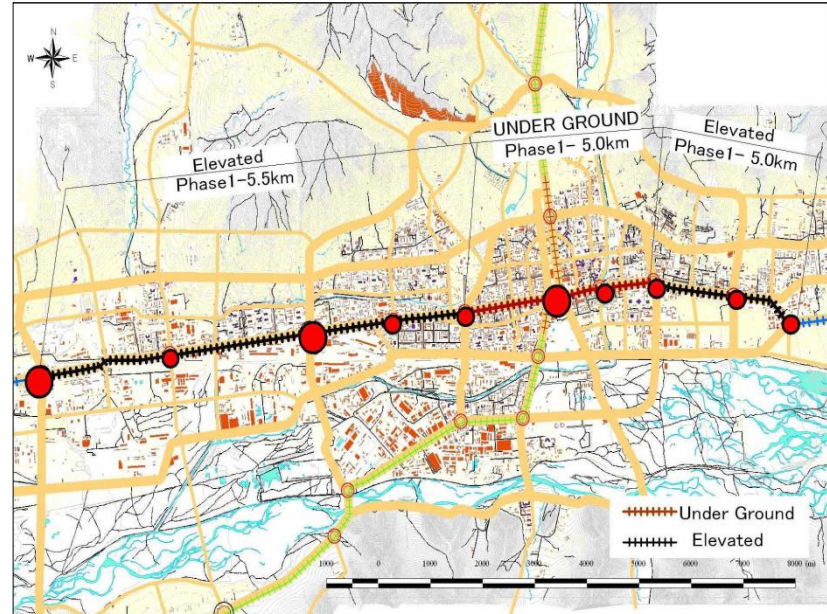 N
W E
S
UNDER GROUND
Phase1- 5.0km
Elevated
Phase1-5.5km
Elevated
Phase1- 5.0km
Under Ground
Elevated
1000 0 1000 2000 3000 4000 5000 6000 7000 8000 (m)